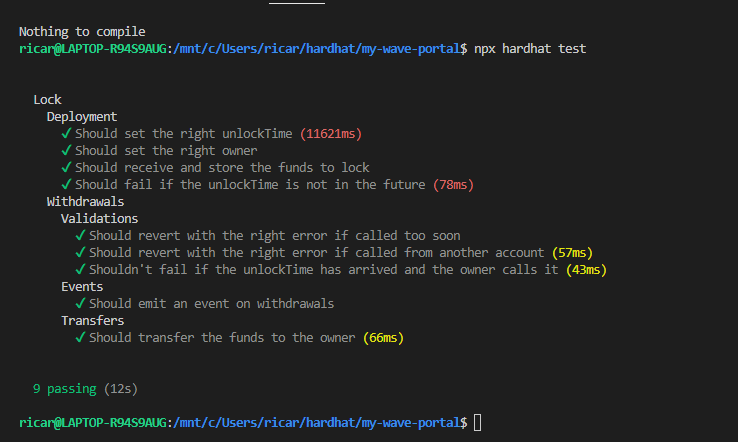 Nothing to compile
ricar@LAPTOP-R94S9AUG:/mnt/c/Users/ricar/hardhat/my-wave-portal$ npx hardhat test
Lock
Deployment
✓ Should set the right unlockTime (11621ms)
✓ Should set the right owner
✓ Should receive and store the funds to lock
✓ Should fail if the unlockTime is not in the future (78ms)
Withdrawals
Validations
✓ Should revert with the right error if called too soon
✓ Should revert with the right error if called from another account (57ms)
✓ Shouldn't fail if the unlockTime has arrived and the owner calls it (43ms)
Events
✓ Should emit an event on withdrawals
Transfers
✓ Should transfer the funds to the owner (66ms)
9 passing (12s)
ricar@LAPTOP-R94S9AUG:/mnt/c/Users/ricar/hardhat/my-wave-portal$